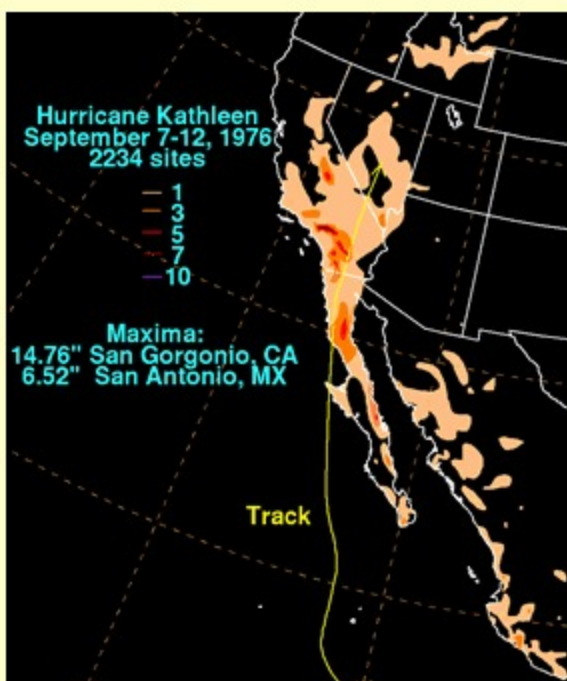 Hurricane Kathleen
September 7-12, 1976
2234 sites
1
3
5
7
10
Maxima:
14.76" San Gorgonio, CA
6.52" San Antonio, MX
Track